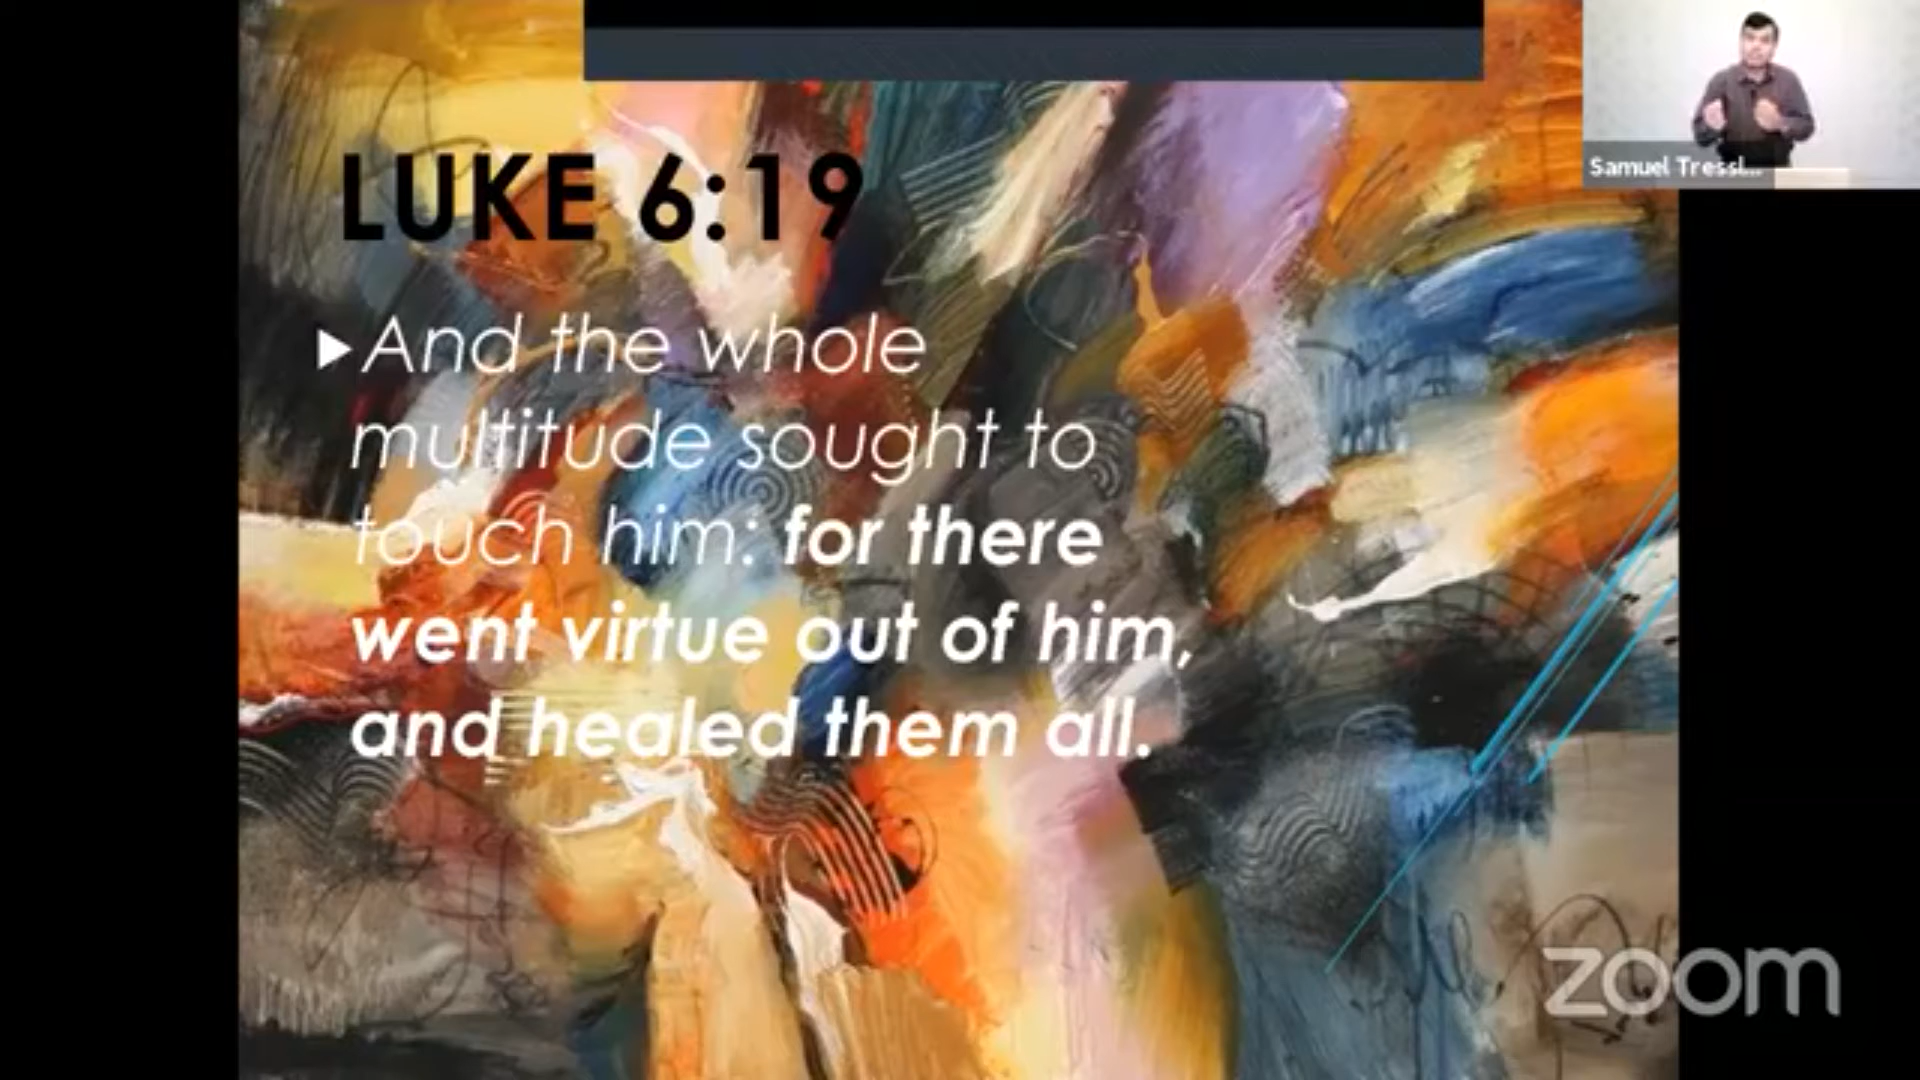 Samuel Tressl...
LUKE 6:19
And the whole
multitude sought to
touch him: for there
went virtue out of him,
and healed them all.
zoom